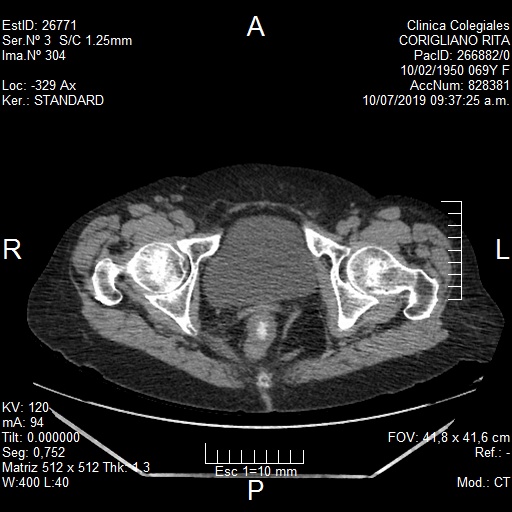 EstID: 26771
Ser.Nº 3 S/C 1.25mm
Ima.Nº 304
Loc: -329 Ax
Ker.: STANDARD
A
Clinica Colegiales
CORIGLIANO RITA
PacID: 266882/0
10/02/1950 069Y F
AccNum: 828381
10/07/2019 09:37:25 a.m.
R
L
KV: 120
mA: 94
Tilt: 0.000000
Seg: 0,752
Matriz 512 x 512 Thk: 1.3
W:400 L:40
Esc 1=10 mm
P
FOV: 41,8 x 41,6 cm
Ref.: -
Mod.: CT